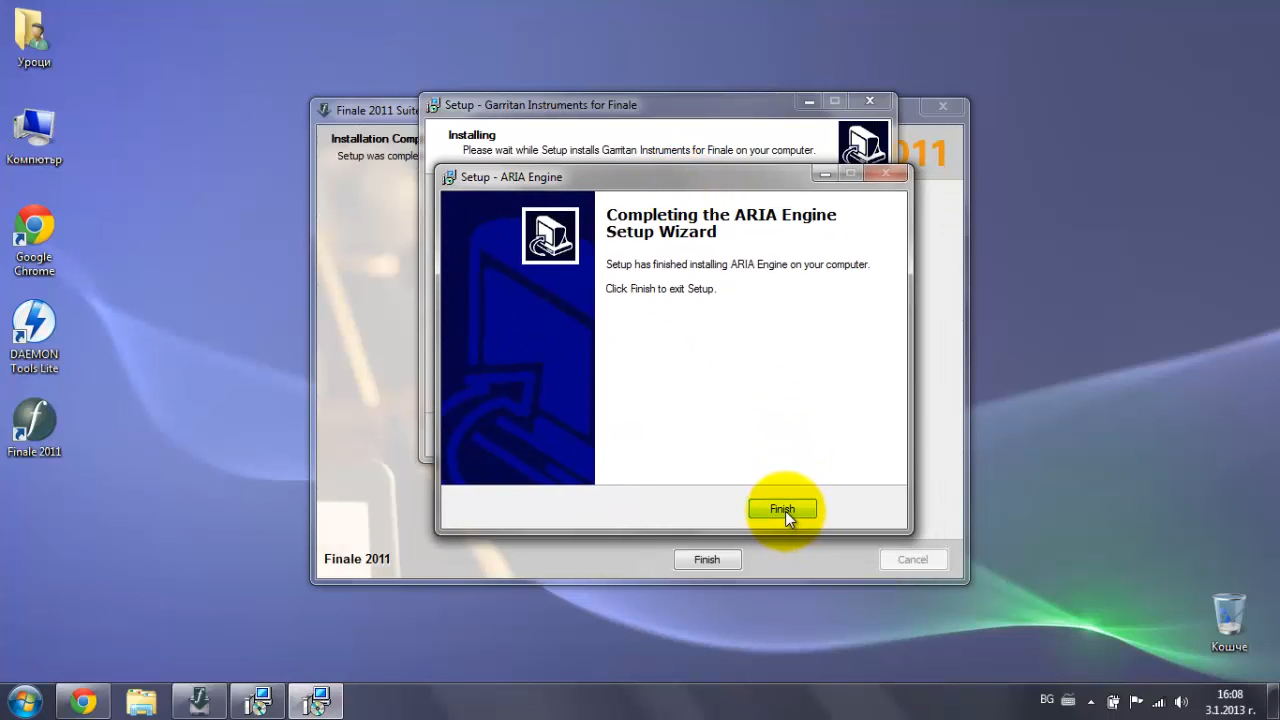 Уроци
Компютър
Google
Chrome
DAEMON
Tools Lite
Finale 2011
Finale 2011 Suite
Installation Comp
Setup was comple
2011
Setup - Garritan Instruments for Finale
Installing
Please wait while Setup installs Garritan Instruments for Finale on your computer.
Setup - ARIA Engine
Completing the ARIA Engine
Setup Wizard
Setup has finished installing ARIA Engine on your computer.
Click Finish to exit Setup.
Finish
Finale 2011
Finish
Cancel
Кошче
BG
16:08
3.1.2013 г.